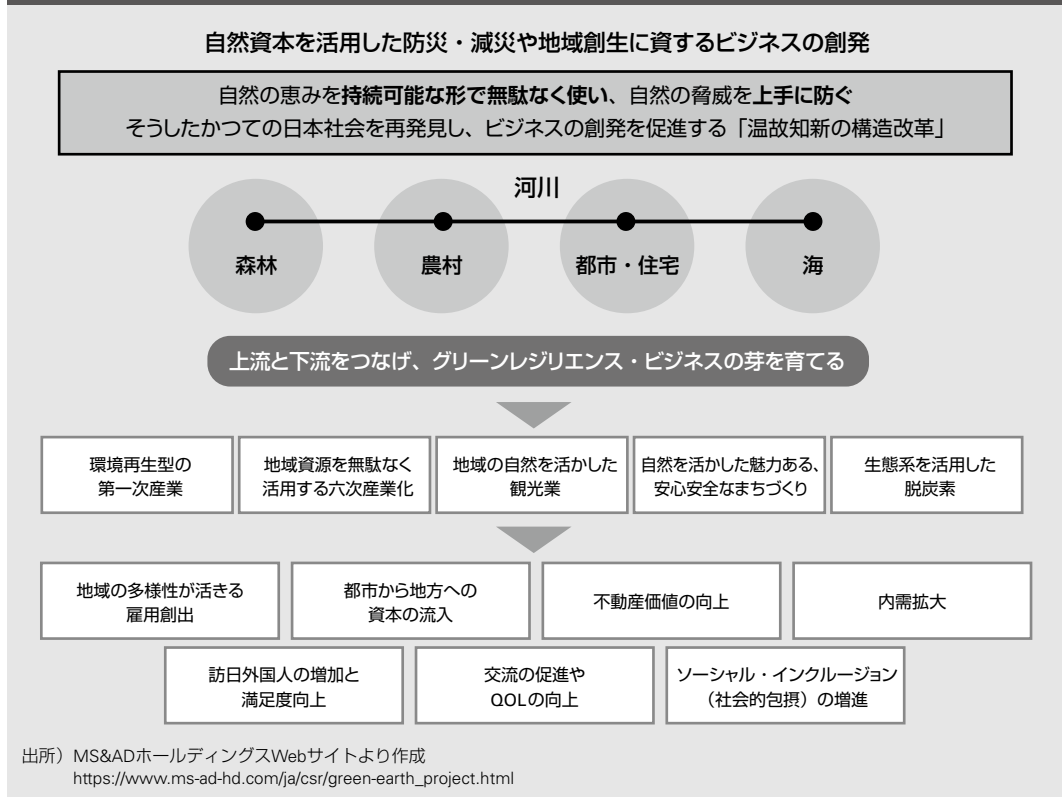 自然資本を活用した防災・減災や地域創生に資するビジネスの創発
自然の恵みを持続可能な形で無駄なく使い、自然の脅威を上手に防ぐ
そうしたかつての日本社会を再発見し、ビジネスの創発を促進する「温故知新の構造改革」
河川
森林
農村
都市・住宅
海
上流と下流をつなげ、グリーンレジリエンス・ビジネスの芽を育てる
環境再生型の
第一次産業
地域資源を無駄なく
活用する六次産業化
地域の自然を活かした
観光業
自然を活かした魅力ある、
安心安全なまちづくり
生態系を活用した
脱炭素
地域の多様性が活きる
雇用創出
都市から地方への
資本の流入
不動産価値の向上
内需拡大
訪日外国人の増加と
満足度向上
交流の促進や
QOLの向上
ソーシャル・インクルージョン
（社会的包摂）の増進
出所）MS&ADホールディングスWebサイトより作成
https://www.ms-ad-hd.com/ja/csr/green-earth_project.html